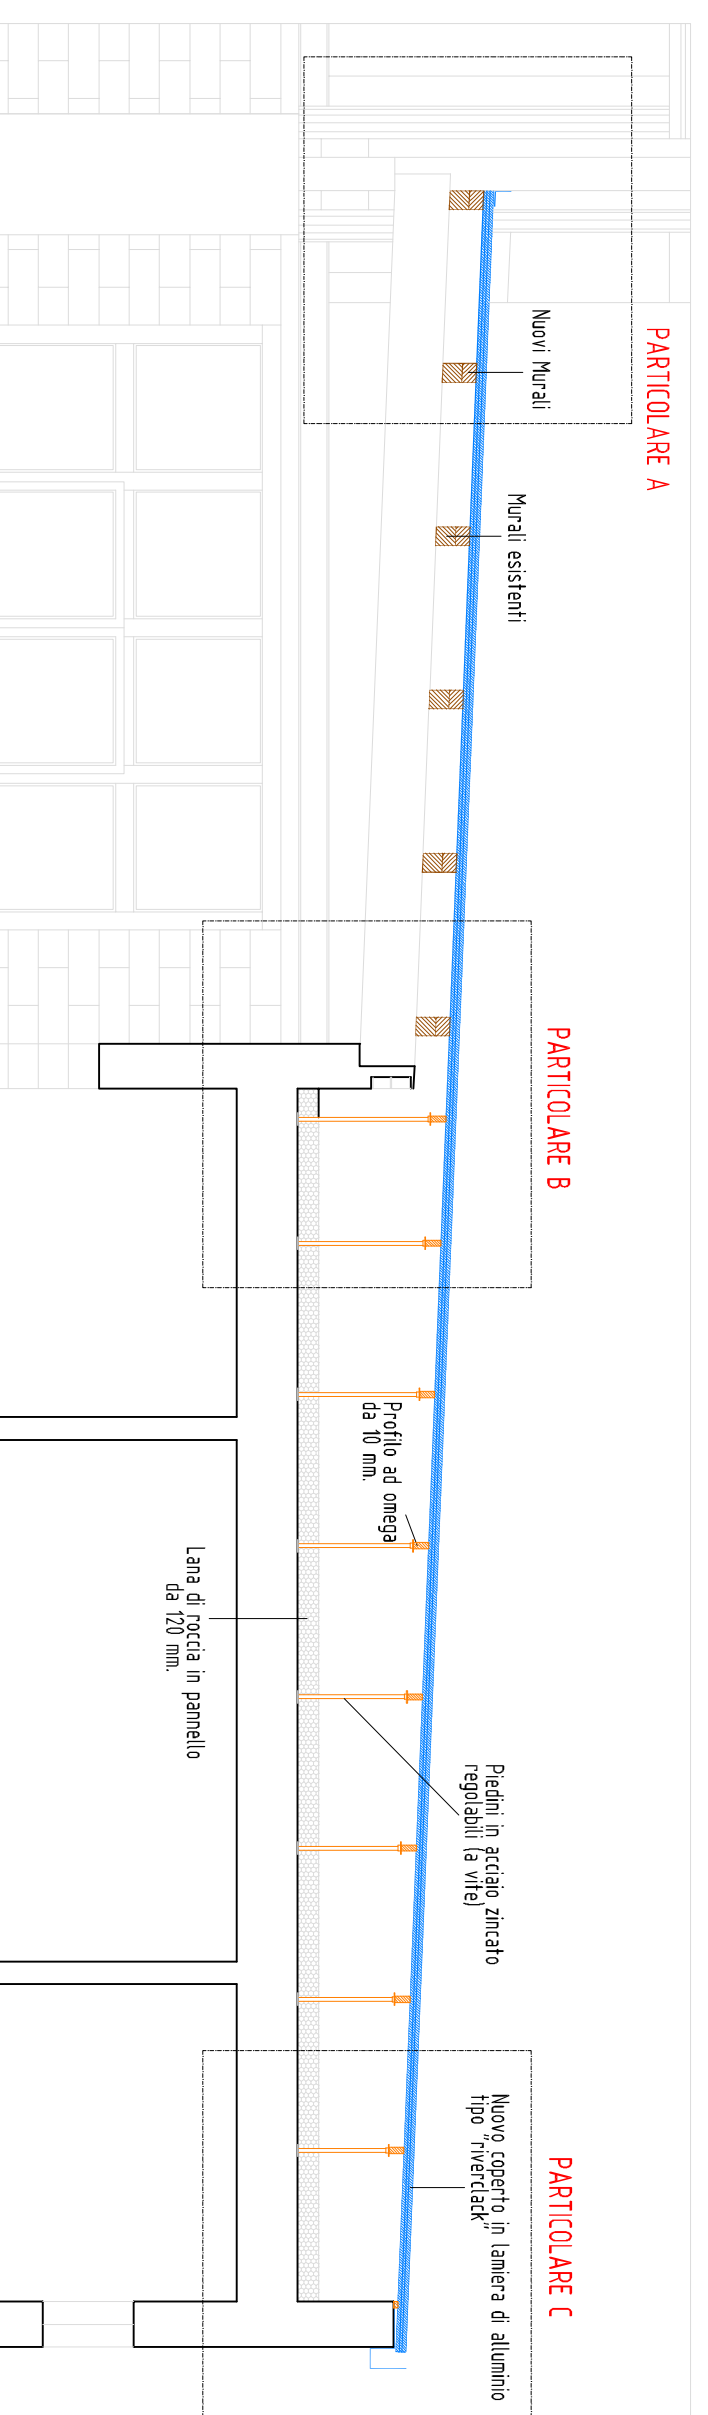 PARTICOLARE A
Nuovi Murali
Murali esistenti
PARTICOLARE B
Profilo ad omega
da 10 mm.
Lana di roccia in pannello
da 120 mm.
Piedini in acciaio zincato
regolabili (a vite)
PARTICOLARE C
Nuovo coperto in lamiera di alluminio
tipo "riverclack"